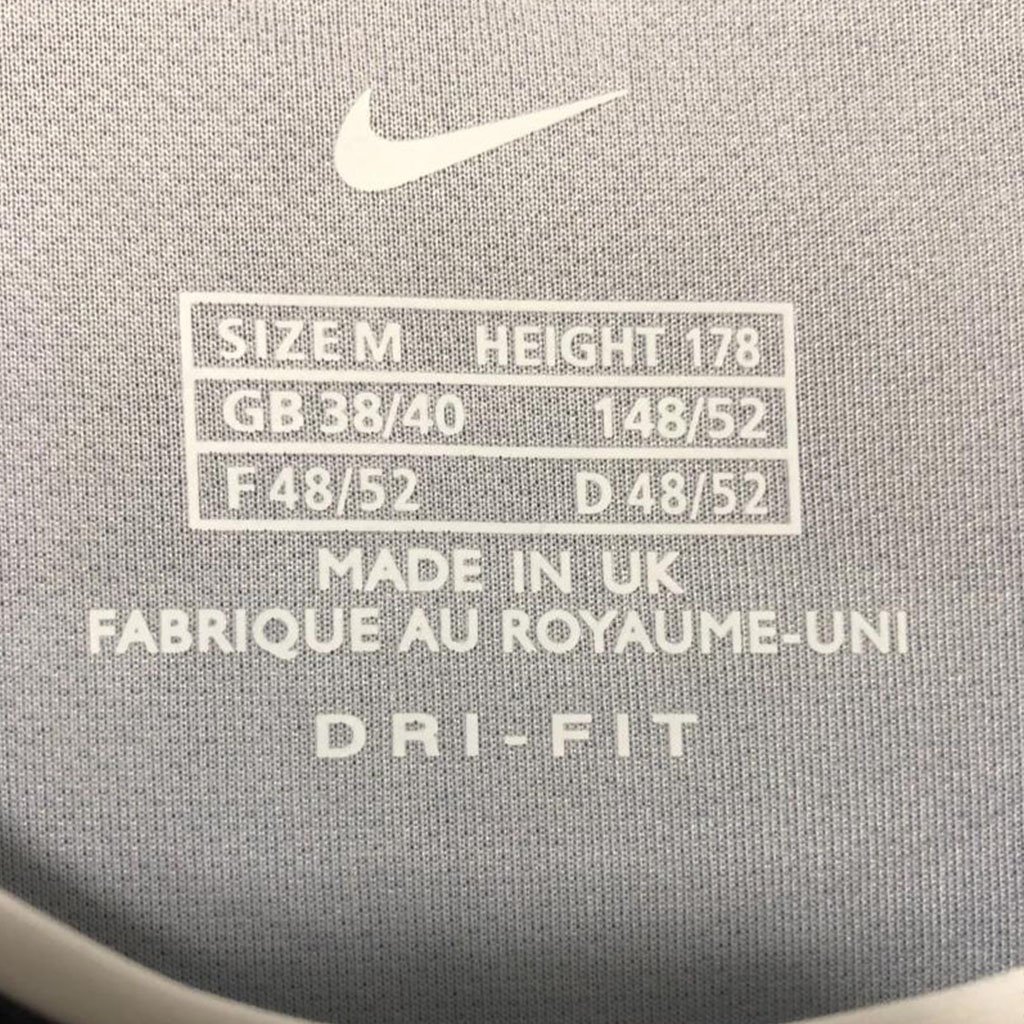 SIZE M HEIGHT 178
GB 38/40 148/52
F 48/52 D 48/52
MADE IN UK
FABRIQUE AU ROYAUME-UNI
DRI-FIT